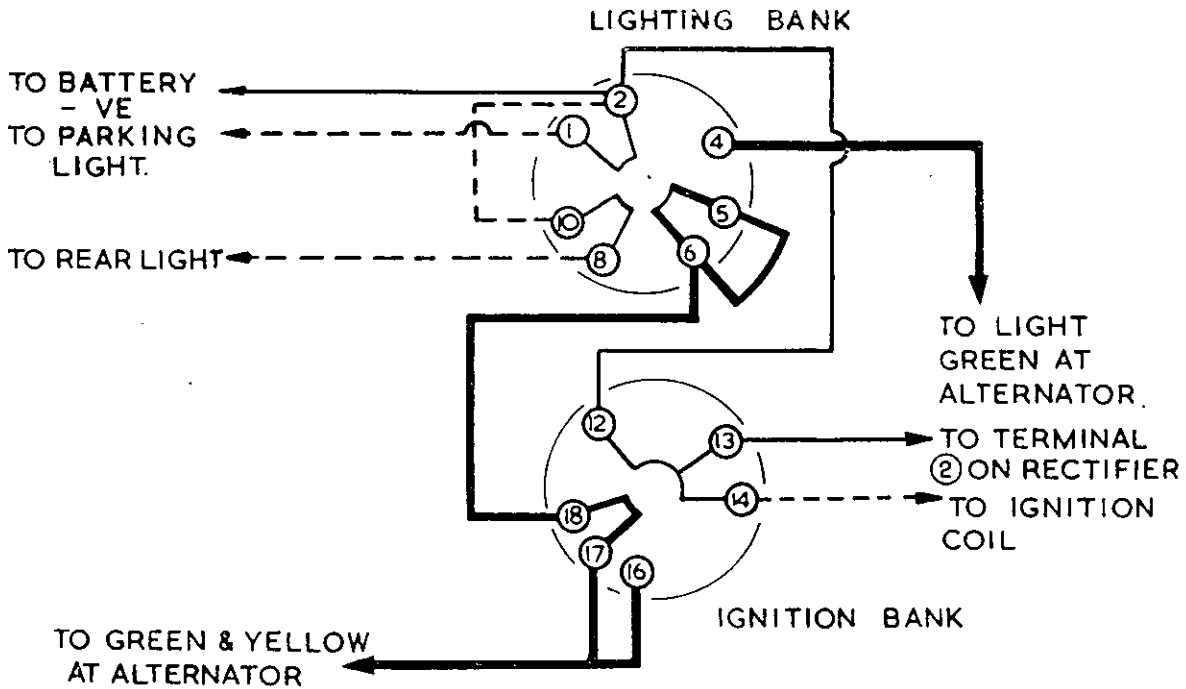 LIGHTING BANK
TO BATTERY
- VE
TO PARKING
LIGHT.
2
1
4
10
5
8
6
TO REAR LIGHT
TO LIGHT
GREEN AT
ALTERNATOR.
12
13
TO TERMINAL
2 ON RECTIFIER
14
TO IGNITION
COIL
18
17
16
IGNITION BANK
TO GREEN & YELLOW
AT ALTERNATOR